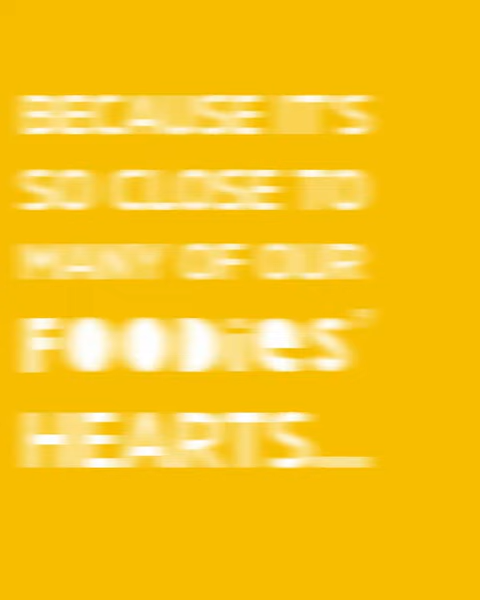 BECAUSE IT'S
SO CLOSE TO
MANY OF OUR
FOODieS'
HEARTS...